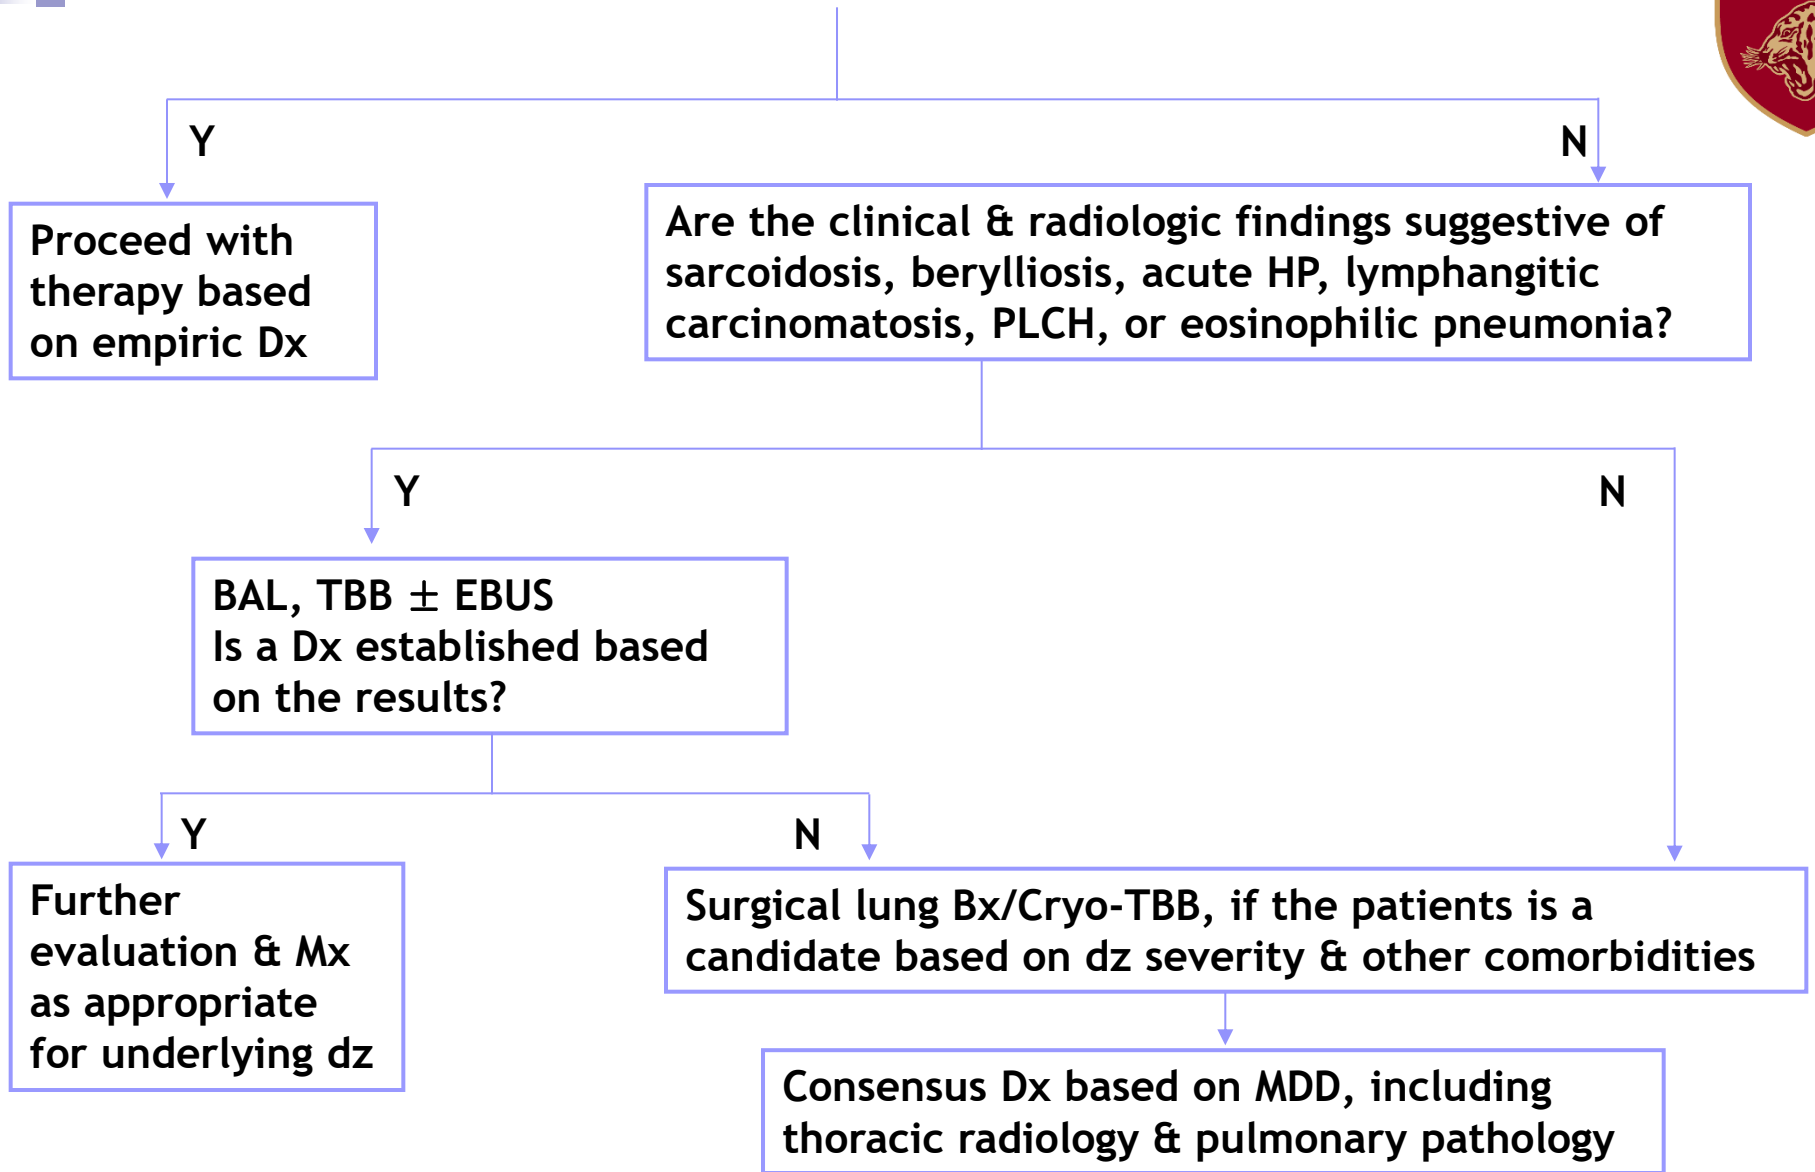 Y
N
Proceed with
therapy based
on empiric Dx
Are the clinical & radiologic findings suggestive of
sarcoidosis, berylliosis, acute HP, lymphangitic
carcinomatosis, PLCH, or eosinophilic pneumonia?
Y
N
BAL, TBB ± EBUS
Is a Dx established based
on the results?
Y
N
Further
evaluation & Mx
as appropriate
for underlying dz
Surgical lung Bx/Cryo-TBB, if the patients is a
candidate based on dz severity & other comorbidities
Consensus Dx based on MDD, including
thoracic radiology & pulmonary pathology